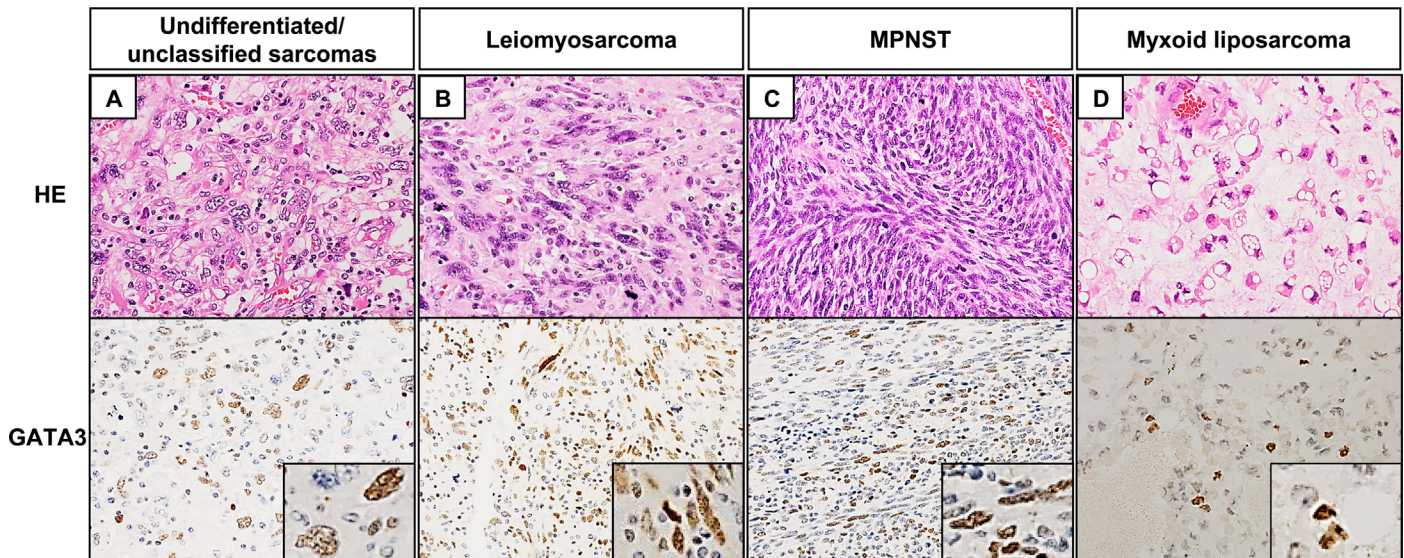 Undifferentiated/
unclassified sarcomas
Leiomyosarcoma
MPNST
Myxoid liposarcoma
A
B
C
D
HE
GATA3